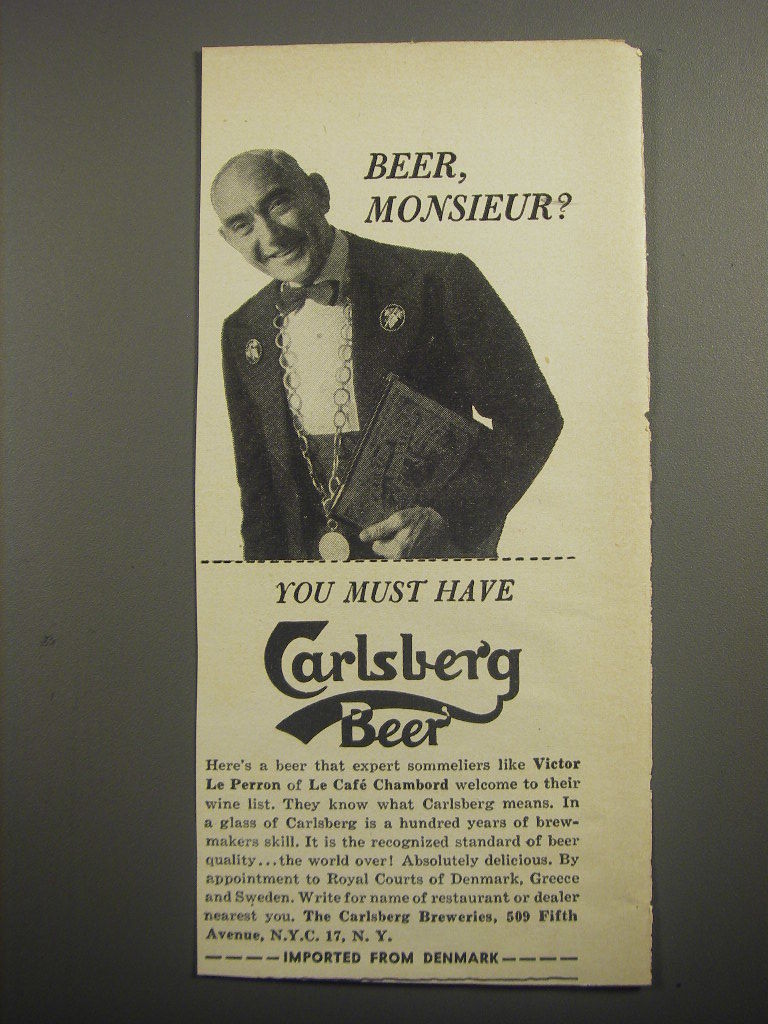 BEER,
MONSIEUR?
YOU MUST HAVE
Carlsberg
Beer
Here's a beer that expert sommeliers like Victor
Le Perron of Le Café Chambord welcome to their
wine list. They know what Carlsberg means. In
a glass of Carlsberg is a hundred years of brew-
makers skill. It is the recognized standard of beer
quality...the world over! Absolutely delicious. By
appointment to Royal Courts of Denmark, Greece
and Sweden. Write for name of restaurant or dealer
nearest you. The Carlsberg Breweries, 509 Fifth
Avenue, N.Y.C. 17, N. Y.
----IMPORTED FROM DENMARK----